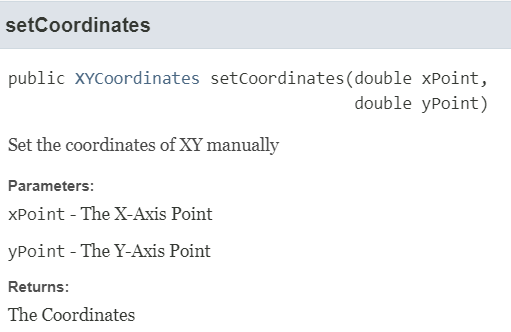 setCoordinates
public XYCoordinates setCoordinates(double xPoint,
double yPoint)
Set the coordinates of XY manually
Parameters:
xPoint - The X-Axis Point
yPoint - The Y-Axis Point
Returns:
The Coordinates